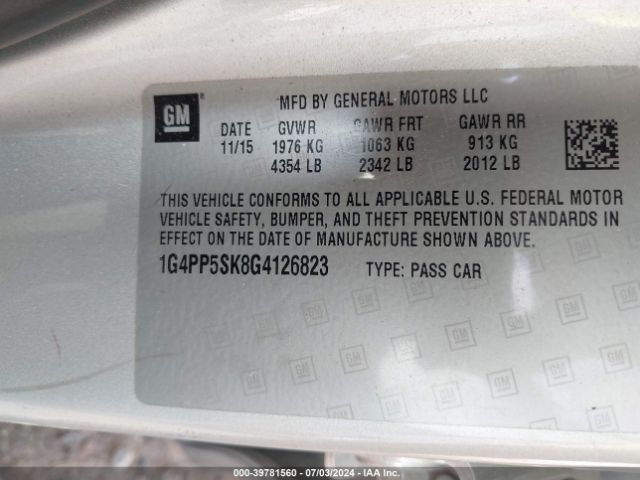 MFD BY GENERAL MOTORS LLC
GM
DATE GVWR GAWR FRT GAWR RR
11/15 1976 KG 1063 KG 913 KG
4354 LB 2342 LB 2012 LB
THIS VEHICLE CONFORMS TO ALL APPLICABLE U.S. FEDERAL MOTOR
VEHICLE SAFETY, BUMPER, AND THEFT PREVENTION STANDARDS IN
EFFECT ON THE DATE OF MANUFACTURE SHOWN ABOVE.
1G4PP5SK8G4126823 TYPE: PASS CAR
000-39781560 - 07/03/2024 - IAA Inc.